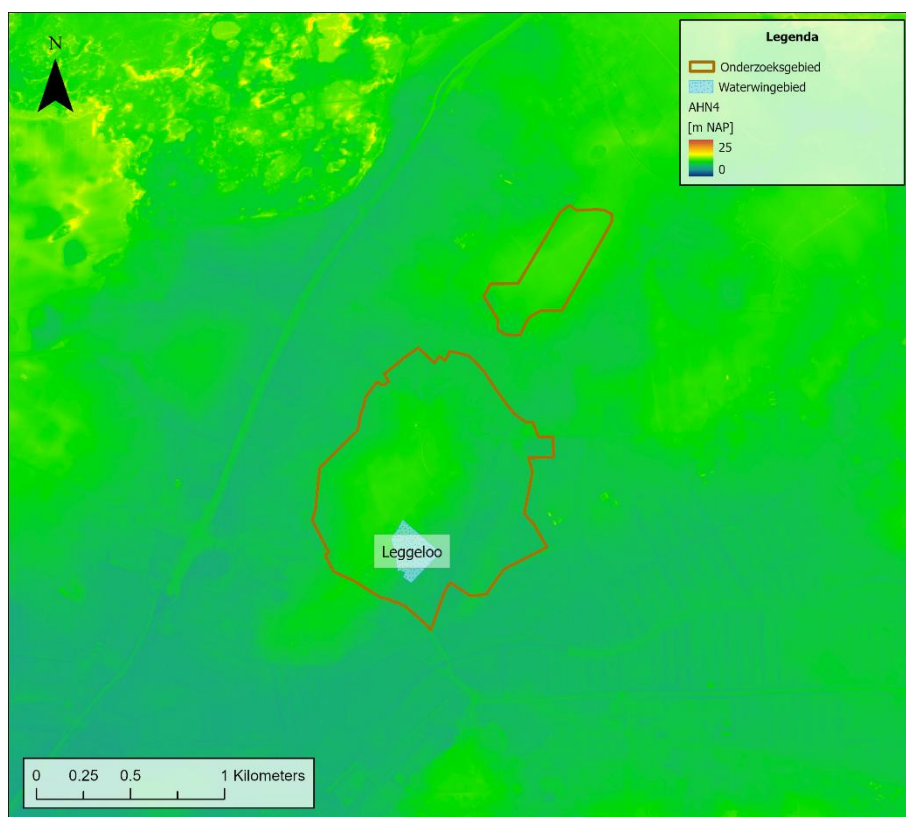 N
Legenda
Onderzoeksgebied
Waterwingebied
AHN4
[m NAP]
25
0
Leggeloo
0 0.25 0.5 1 Kilometers